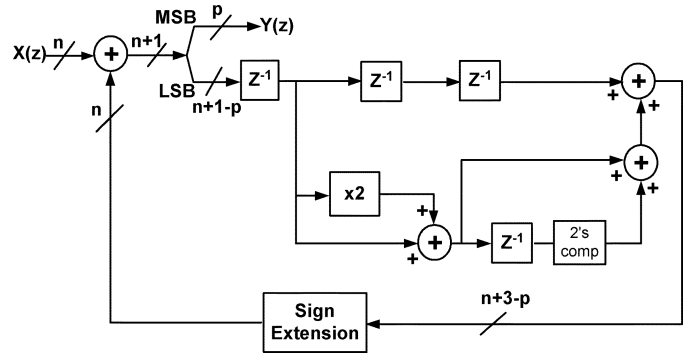 MSB
p
Y(z)
X(z)
n
+
n+1
LSB
n+1-p
Z-1
Z-1
Z-1
+
+
+
n
+
+
+
x2
+
+
+
Z-1
2's
comp
n+3-p
Sign
Extension